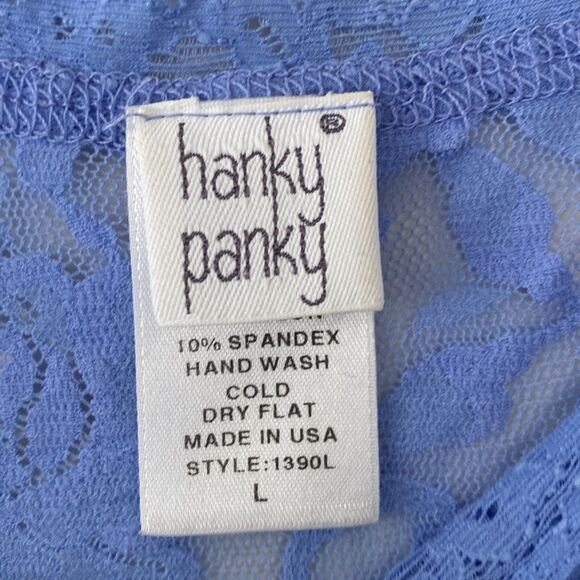 hanky®
panky
10% SPANDEX
HAND WASH
COLD
DRY FLAT
MADE IN USA
STYLE:1390L
L